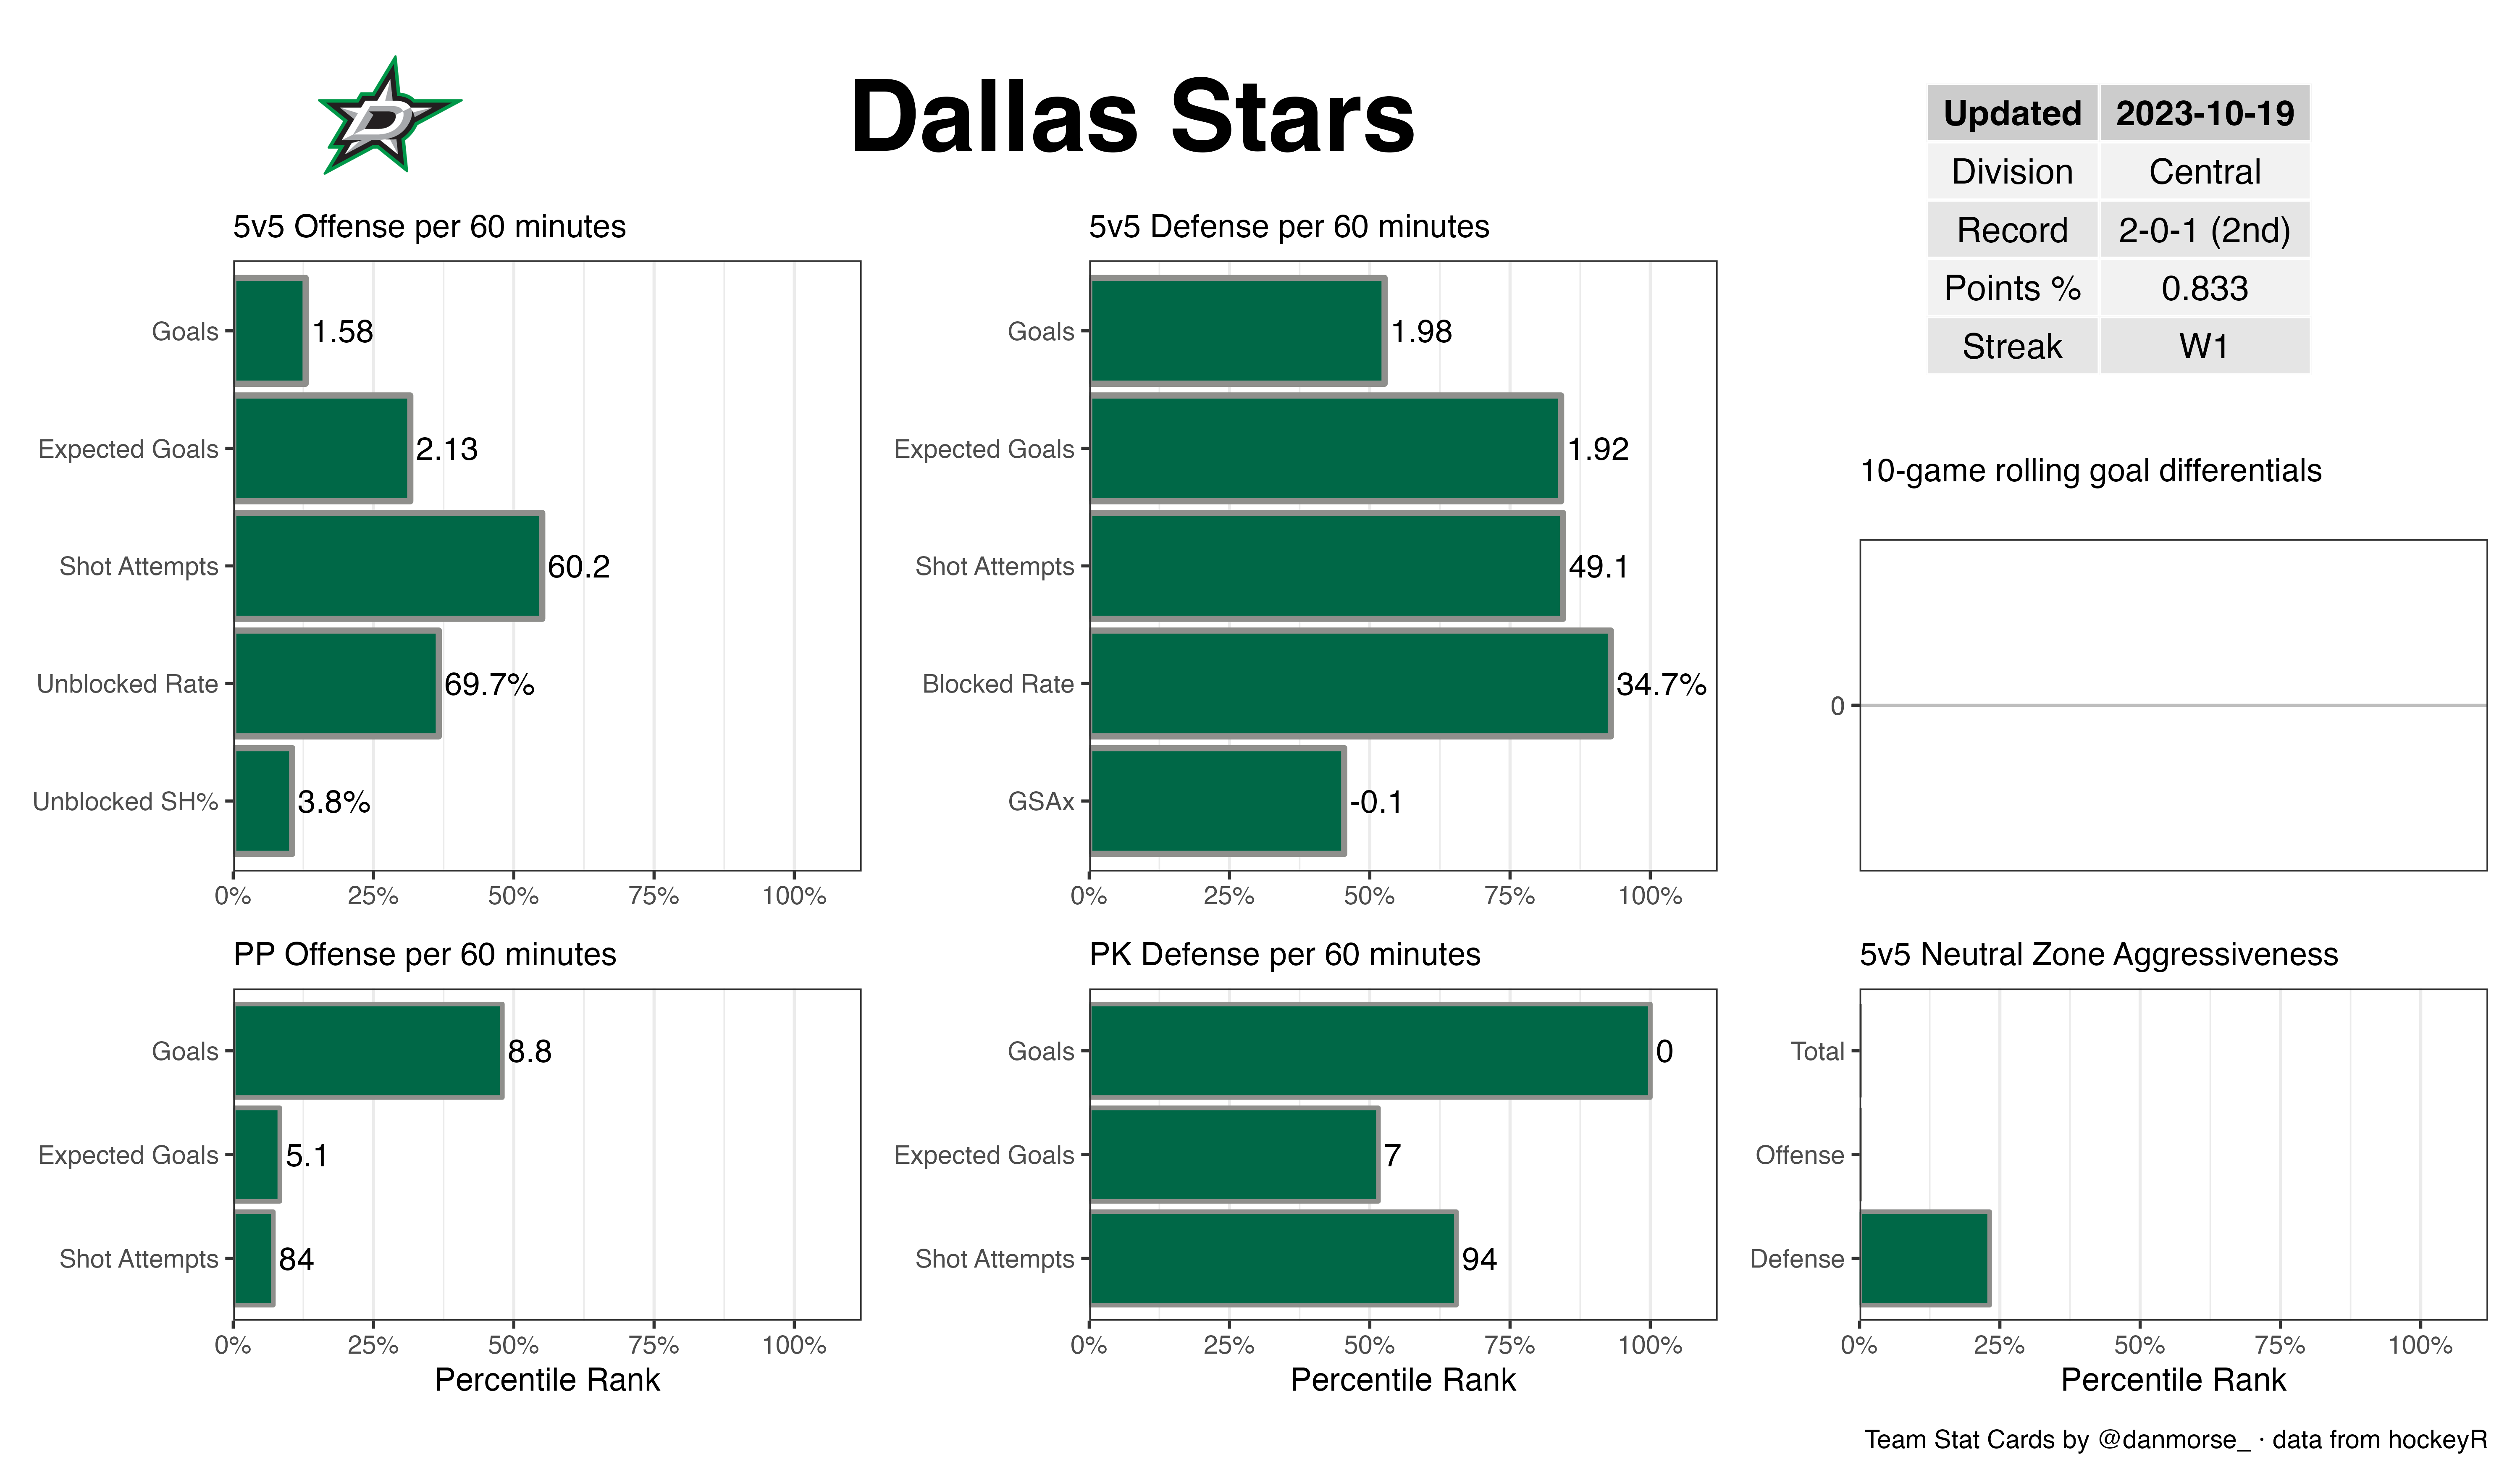 Dallas Stars
Updated 2023-10-19
Division Central
Record 2-0-1 (2nd)
Points % 0.833
Streak W1
5v5 Offense per 60 minutes
Goals 1.58
Expected Goals 2.13
Shot Attempts 60.2
Unblocked Rate 69.7%
Unblocked SH% 3.8%
0% 25% 50% 75% 100%
5v5 Defense per 60 minutes
Goals 1.98
Expected Goals 1.92
Shot Attempts 49.1
Blocked Rate 34.7%
GSAx -0.1
0% 25% 50% 75% 100%
10-game rolling goal differentials
0
PP Offense per 60 minutes
Goals 8.8
Expected Goals 5.1
Shot Attempts 84
0% 25% 50% 75% 100%
Percentile Rank
PK Defense per 60 minutes
Goals 0
Expected Goals 7
Shot Attempts 94
0% 25% 50% 75% 100%
Percentile Rank
5v5 Neutral Zone Aggressiveness
Total
Offense
Defense
0% 25% 50% 75% 100%
Percentile Rank
Team Stat Cards by @danmorse_ · data from hockeyR